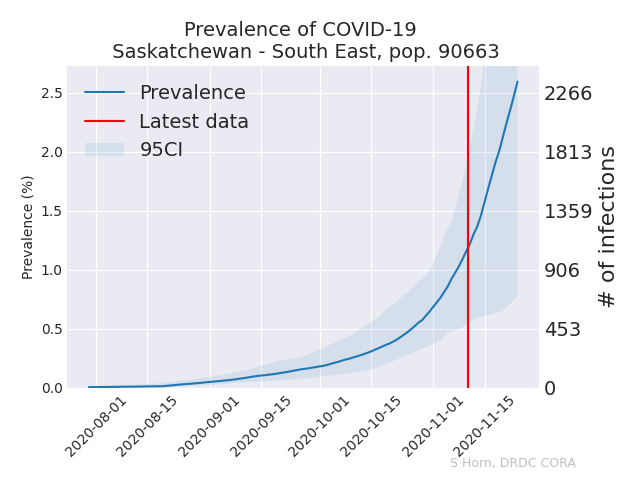 Prevalence of COVID-19
Saskatchewan - South East, pop. 90663
Prevalence
Latest data
95CI
Prevalence (%)
2.5
2.0
1.5
1.0
0.5
0.0
2266
1813
1359
906
453
0
# of infections
2020-08-01
2020-08-15
2020-09-01
2020-09-15
2020-10-01
2020-10-15
2020-11-01
2020-11-15
S Horn, DRDC CORA